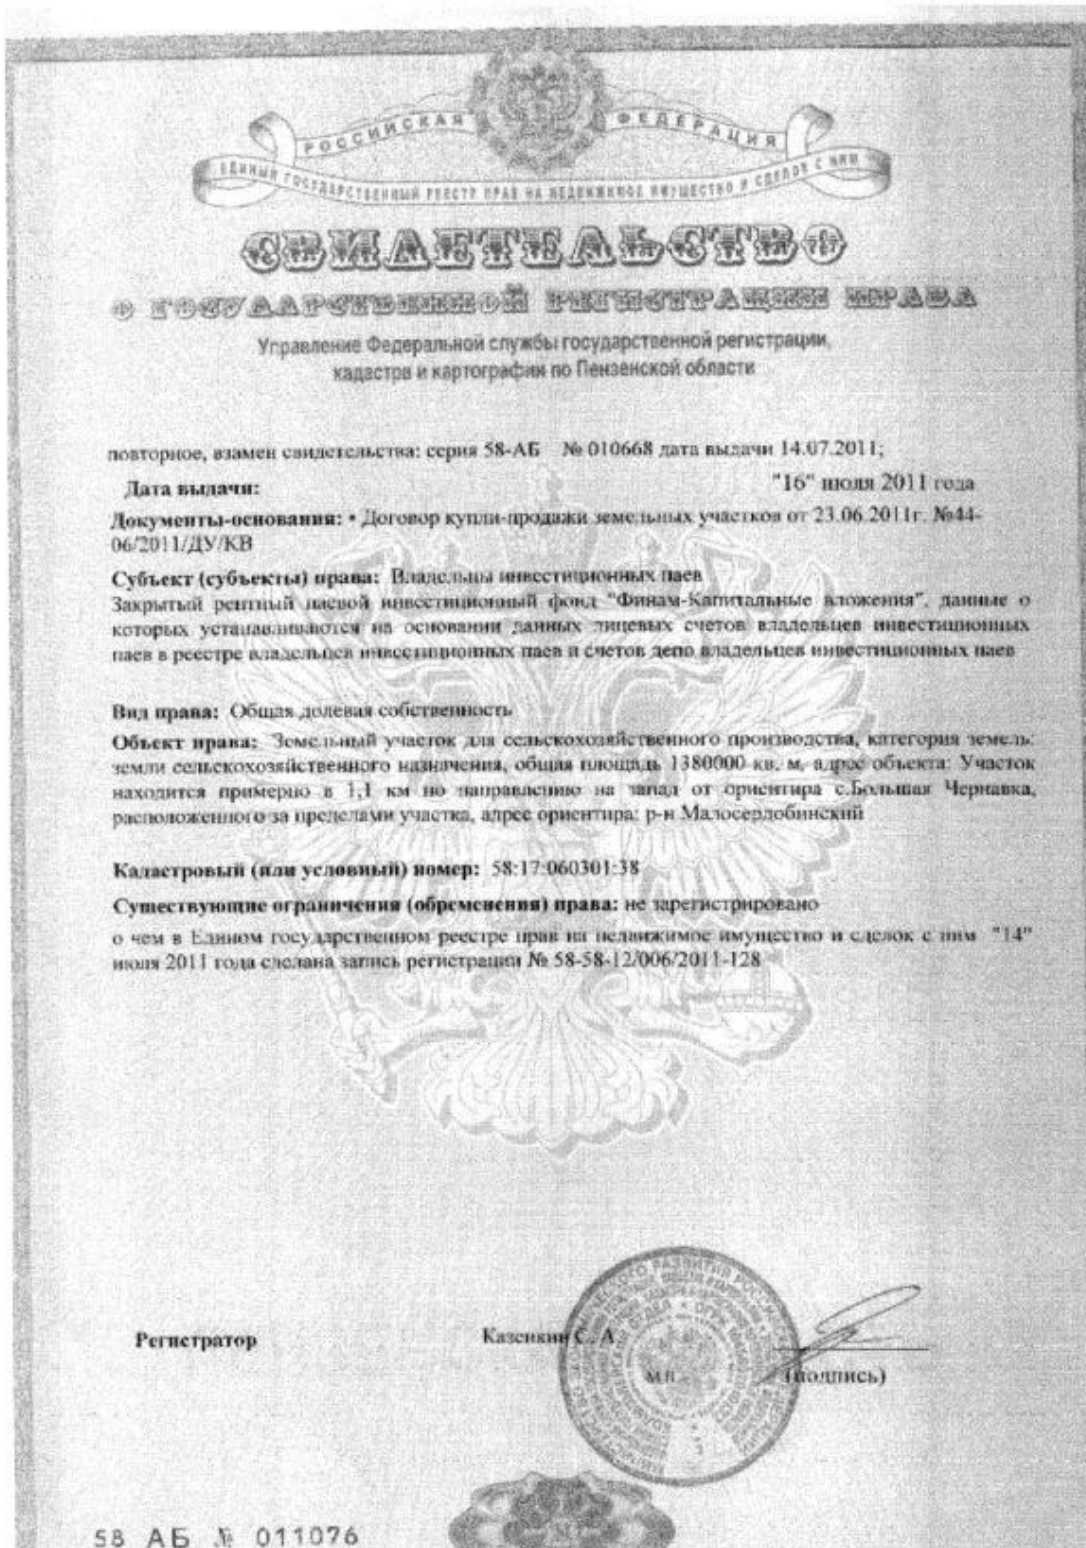 РОССИЙСКАЯ ФЕДЕРАЦИЯ
ЕДИНЫЙ ГОСУДАРСТВЕННЫЙ РЕЕСТР ПРАВ НА НЕДВИЖИМОЕ ИМУЩЕСТВО И СДЕЛОК С НИМ
СВИДЕТЕЛЬСТВО
О ГОСУДАРСТВЕННОЙ РЕГИСТРАЦИИ ПРАВА
Управление Федеральной службы государственной регистрации,
кадастра и картографии по Пензенской области
повторное, взамен свидетельства: серия 58-АБ № 010668 дата выдачи 14.07.2011;
Дата выдачи: "16" июля 2011 года
Документы-основания: • Договор купли-продажи земельных участков от 23.06.2011г. №44-
06/2011/ДУ/КВ
Субъект (субъекты) права: Владельцы инвестиционных паев
Закрытый рентный паевой инвестиционный фонд "Финам-Капитальные вложения", данные о
которых устанавливаются на основании данных лицевых счетов владельцев инвестиционных
паев в реестре владельцев инвестиционных паев и счетов депо владельцев инвестиционных паев
Вид права: Общая долевая собственность
Объект права: Земельный участок для сельскохозяйственного производства, категория земель:
земли сельскохозяйственного назначения, общая площадь 1380000 кв. м, адрес объекта: Участок
находится примерно в 1,1 км по направлению на запад от ориентира с.Большая Чернавка,
расположенного за пределами участка, адрес ориентира: р-н Малосердобинский
Кадастровый (или условный) номер: 58:17:060301:38
Существующие ограничения (обременения) права: не зарегистрировано
о чем в Едином государственном реестре прав на недвижимое имущество и сделок с ним "14"
июля 2011 года сделана запись регистрации № 58-58-12/006/2011-128
Регистратор Казенкин С. А.
М.П.
(подпись)
58 АБ № 011076